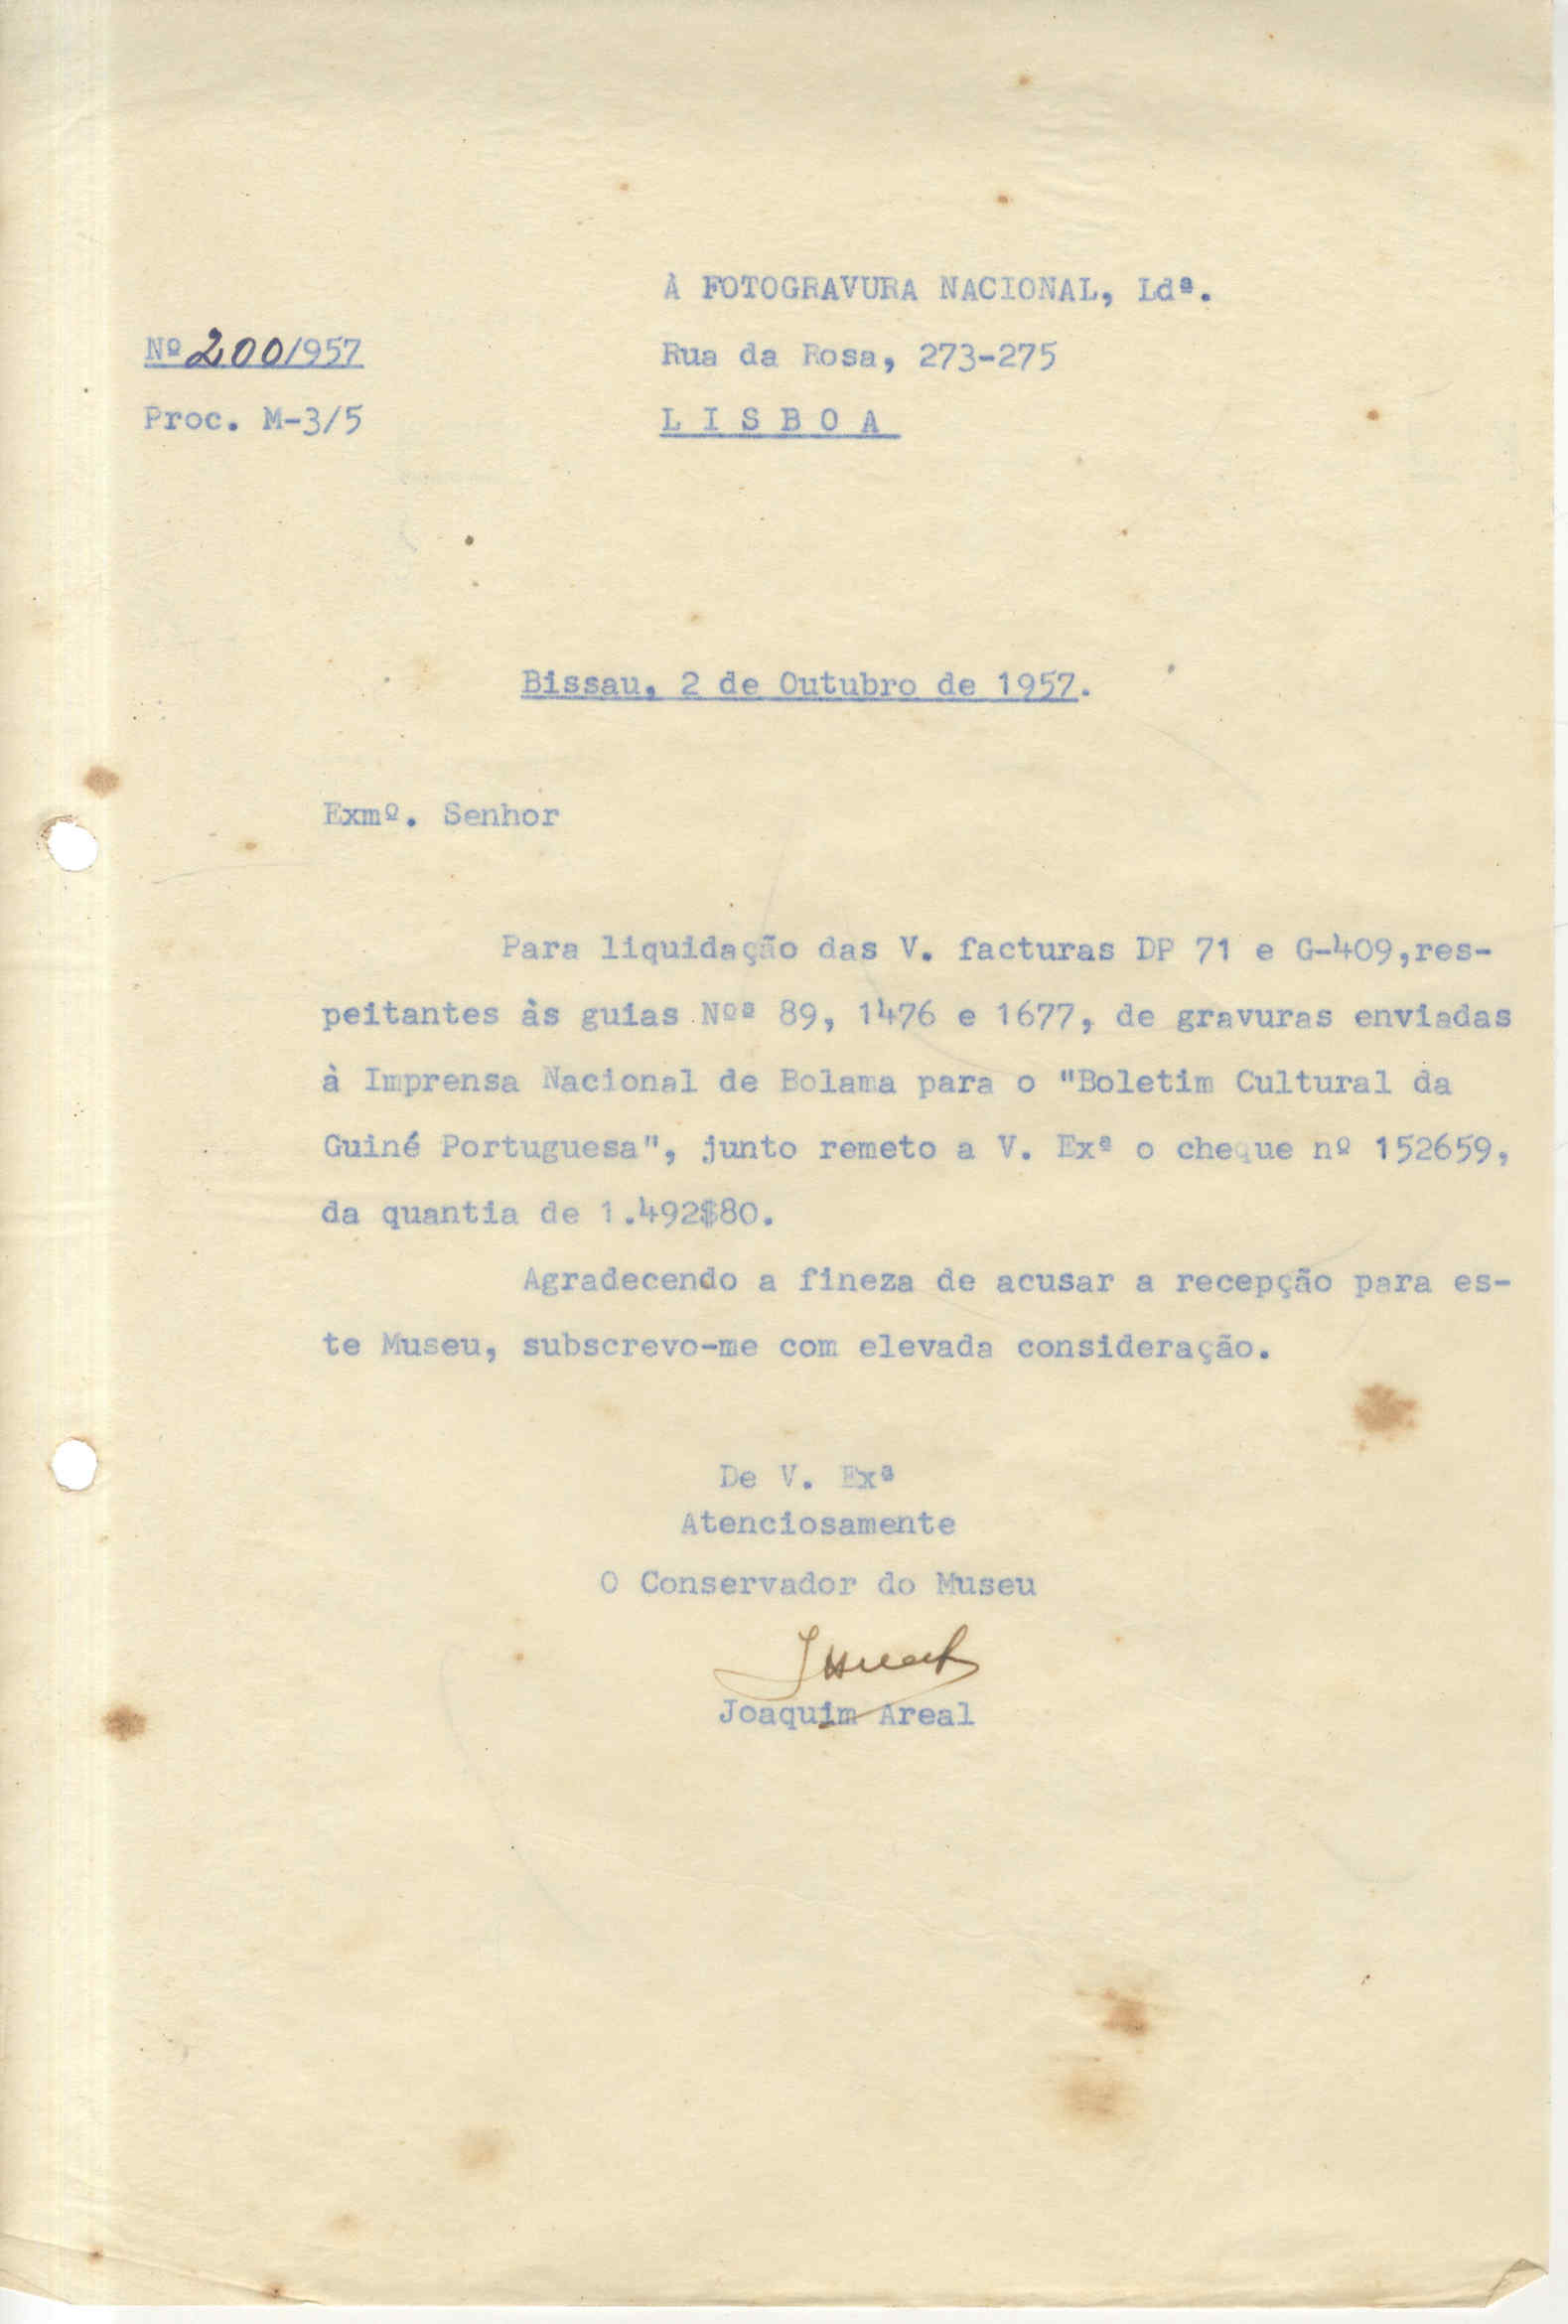 À FOTOGRAVURA NACIONAL, Ldª.
Nº 200/957
Rua da Rosa, 273-275
Proc. M-3/5
L I S B O A
Bissau, 2 de Outubro de 1957.
Exmº. Senhor
Para liquidação das V. facturas DP 71 e G-409,res-
peitantes às guias Nºª 89, 1476 e 1677, de gravuras enviadas
à Imprensa Nacional de Bolama para o "Boletim Cultural da
Guiné Portuguesa", junto remeto a V. Exª o cheque nº 152659,
da quantia de 1.492$80.
Agradecendo a fineza de acusar a recepção para es-
te Museu, subscrevo-me com elevada consideração.
De V. Exª
Atenciosamente
O Conservador do Museu
Joaquim Areal